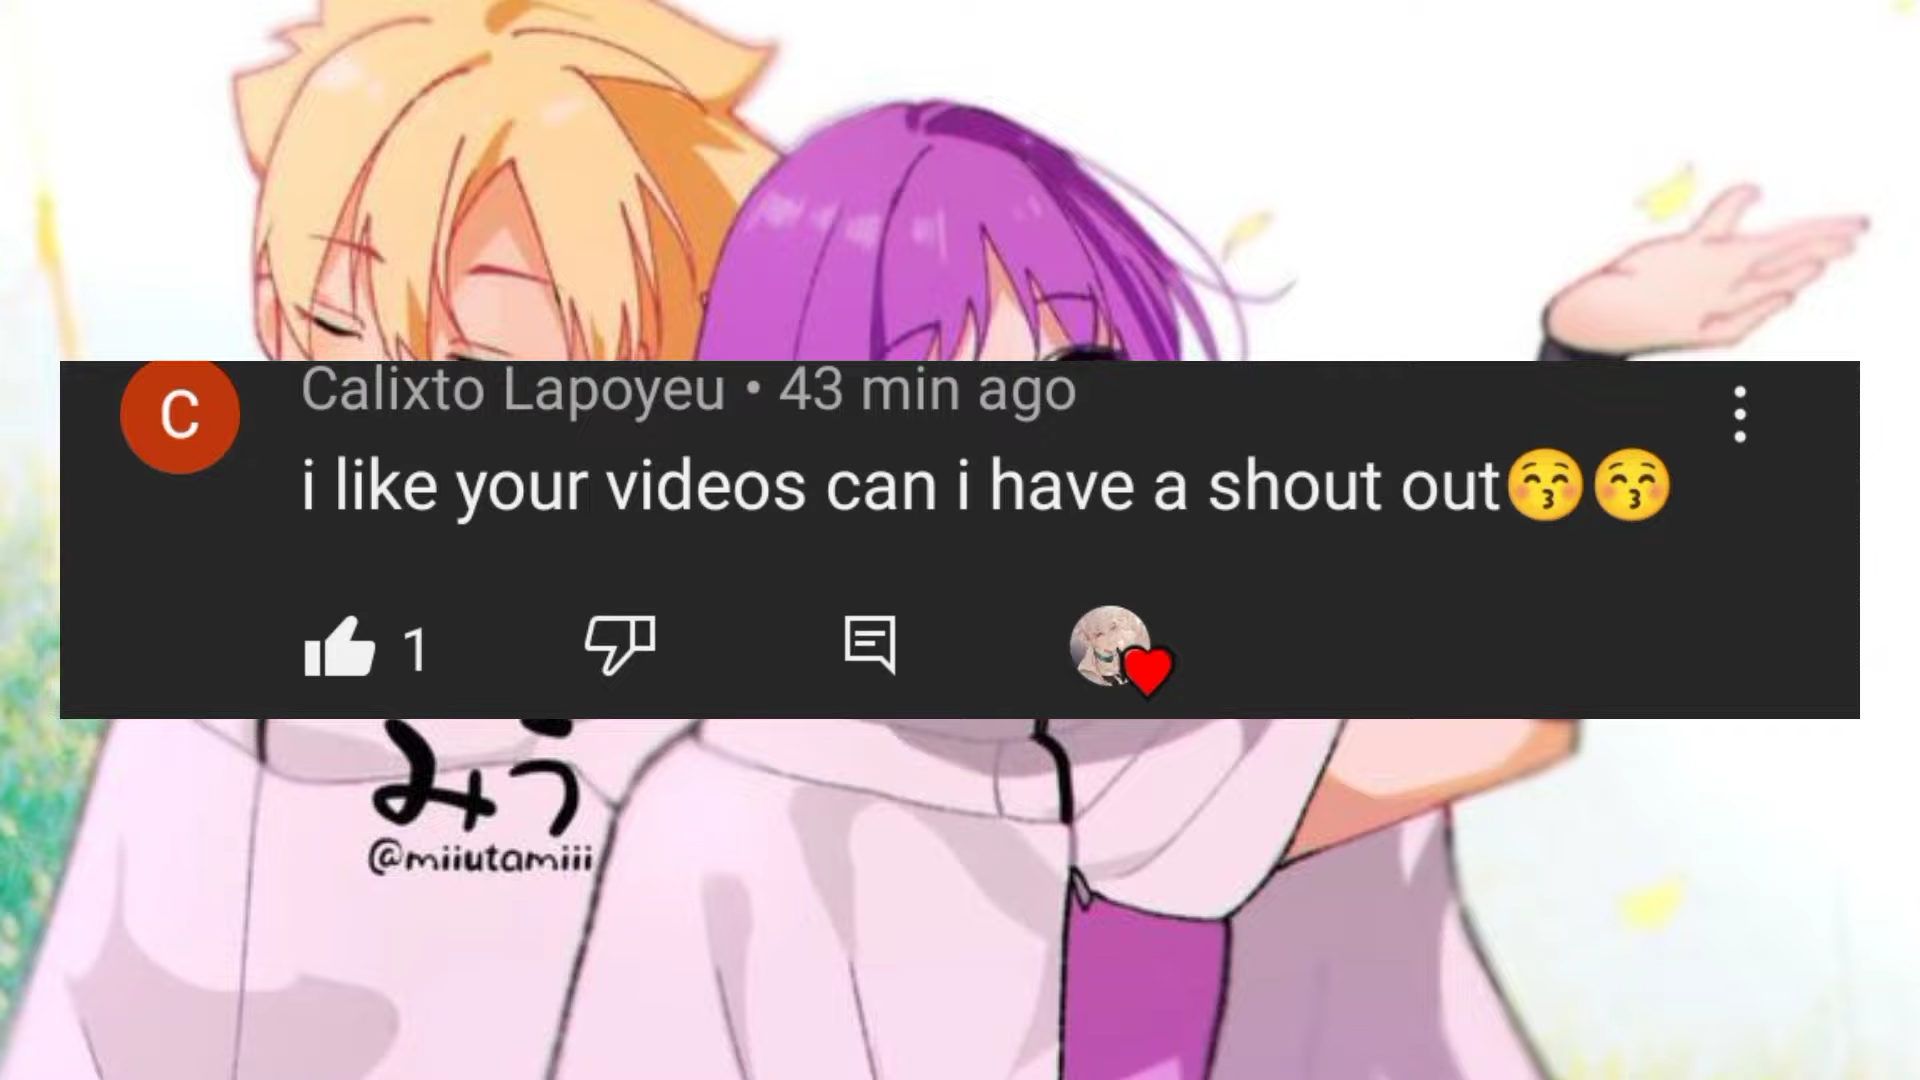 C
Calixto Lapoyeu • 43 min ago
i like your videos can i have a shout out😚😚
1
みう
@miiutamiii